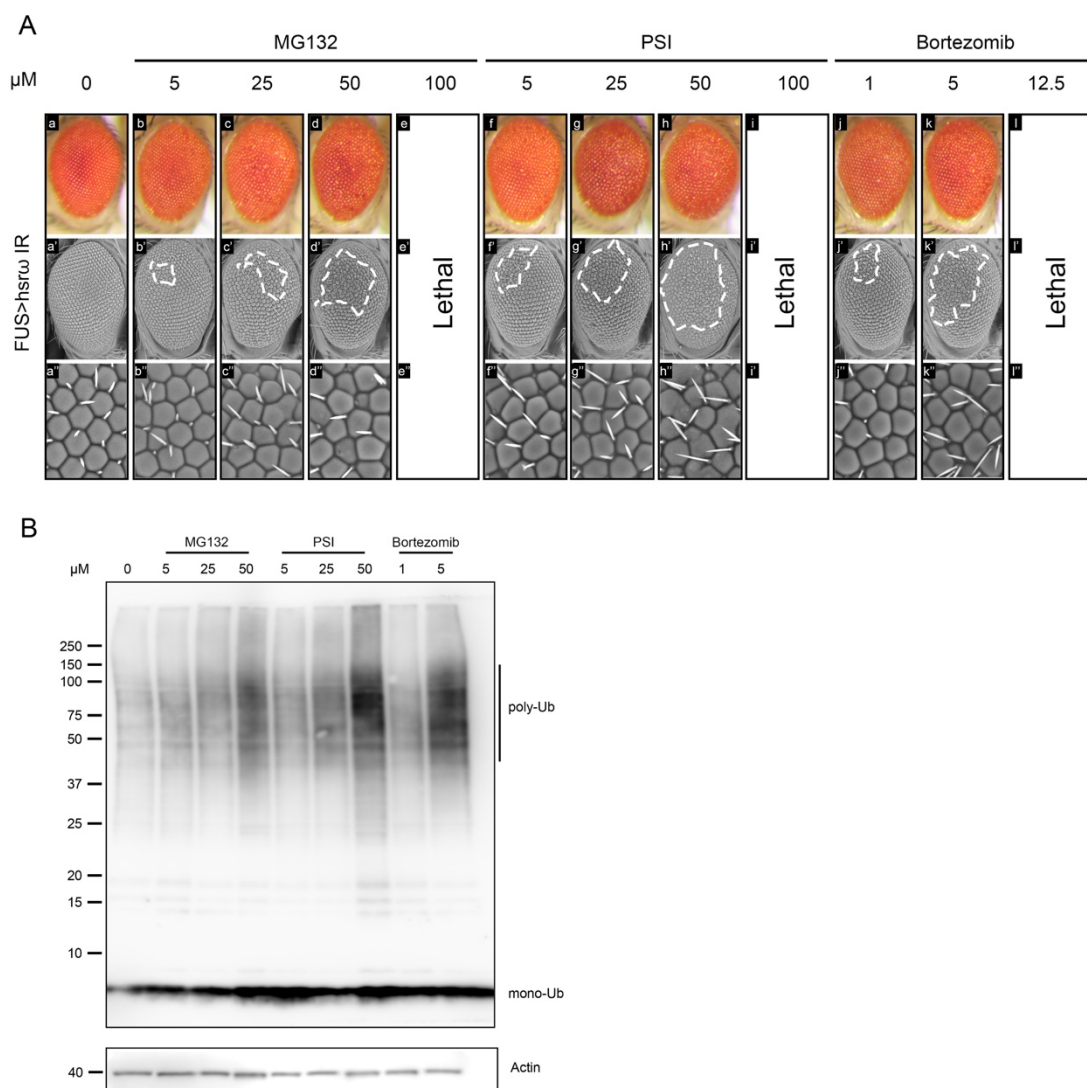 A
MG132 PSI Bortezomib
μM 0 5 25 50 100 5 25 50 100 1 5 12.5
a b c d e f g h i j k l
a' b' c' d' e' f' g' h' i' j' k' l'
FUS>hsrω IR
Lethal Lethal Lethal
a'' b'' c'' d'' e'' f'' g'' h'' i' j'' k'' l''
B
MG132 PSI Bortezomib
μM 0 5 25 50 5 25 50 1 5
250
150
100
poly-Ub
75
50
37
25
20
15
10
mono-Ub
40 Actin